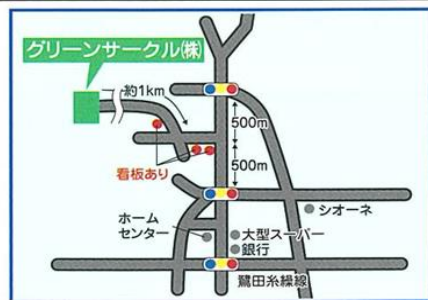 グリーンサークル㈱
約1km
500m
看板あり
500m
シオーネ
ホーム
センター
大型スーパー
銀行
鷺田糸繰線